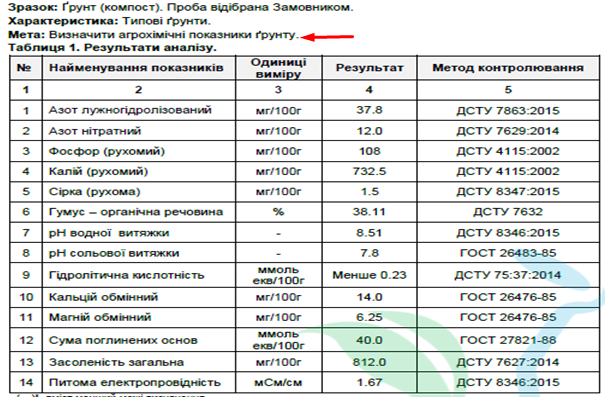 Зразок: Ґрунт (компост). Проба відібрана Замовником.
Характеристика: Типові ґрунти.
Мета: Визначити агрохімічні показники ґрунту.
Таблиця 1. Результати аналізу.
№ Найменування показників Одиниці виміру Результат Метод контролювання
1 2 3 4 5
1 Азот лужногідролізований мг/100г 37.8 ДСТУ 7863:2015
2 Азот нітратний мг/100г 12.0 ДСТУ 7629:2014
3 Фосфор (рухомий) мг/100г 108 ДСТУ 4115:2002
4 Калій (рухомий) мг/100г 732.5 ДСТУ 4115:2002
5 Сірка (рухома) мг/100г 1.5 ДСТУ 8347:2015
6 Гумус – органічна речовина % 38.11 ДСТУ 7632
7 рН водної витяжки - 8.51 ДСТУ 8346:2015
8 рН сольової витяжки - 7.8 ГОСТ 26483-85
9 Гідролітична кислотність ммоль екв/100г Менше 0.23 ДСТУ 75:37:2014
10 Кальцій обмінний мг/100г 14.0 ГОСТ 26476-85
11 Магній обмінний мг/100г 6.25 ГОСТ 26476-85
12 Сума поглинених основ ммоль екв/100г 40.0 ГОСТ 27821-88
13 Засоленість загальна мг/100г 812.0 ДСТУ 7627:2014
14 Питома електропровідність мСм/см 1.67 ДСТУ 8346:2015